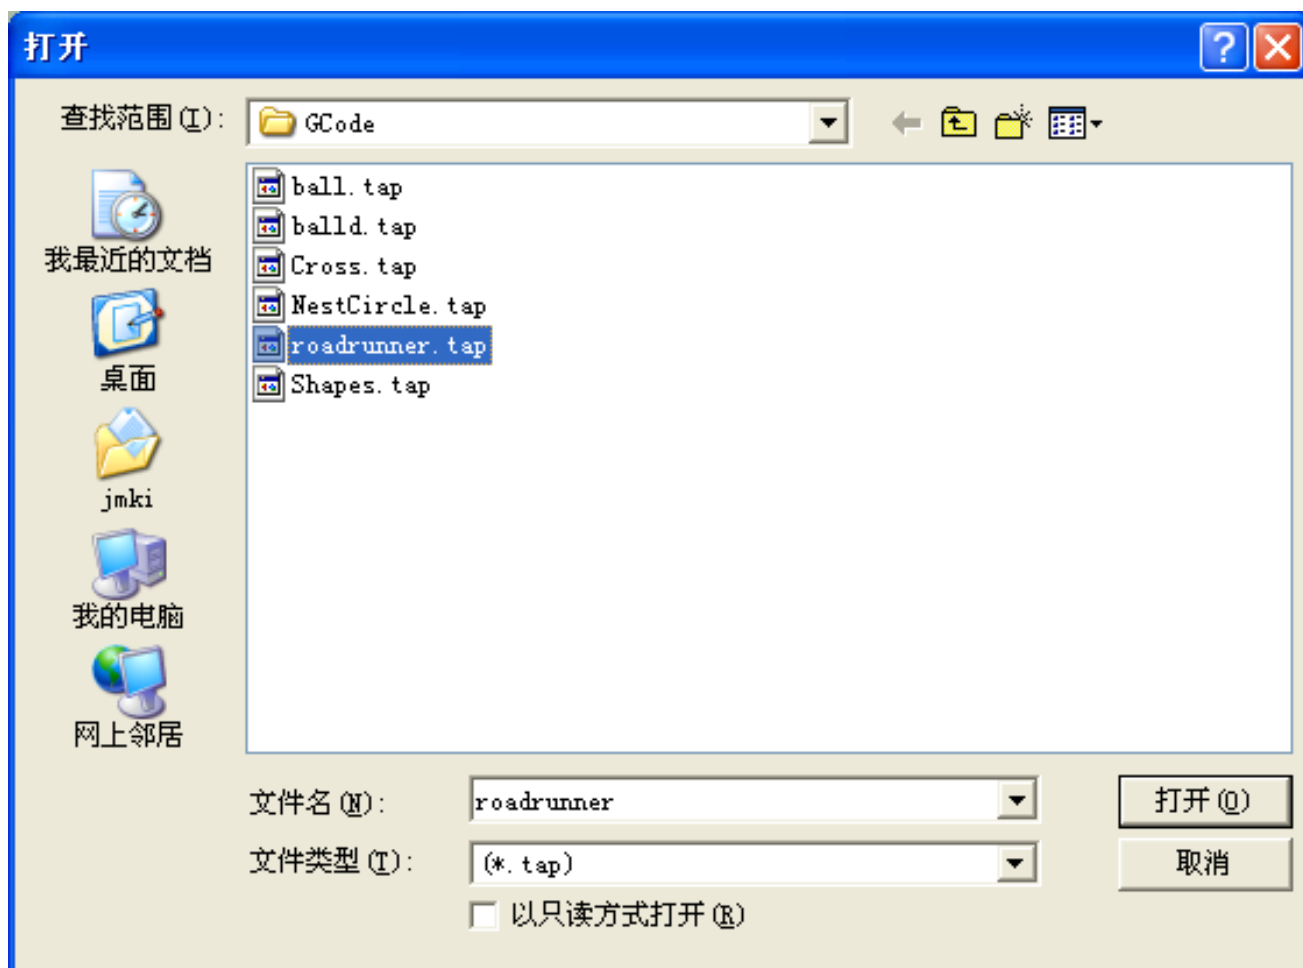 打开
查找范围(I): GCode
ball.tap
balld.tap
Cross.tap
NestCircle.tap
roadrunner.tap
Shapes.tap
我最近的文档
桌面
jmki
我的电脑
网上邻居
文件名(N): roadrunner 打开(O)
文件类型(T): (*.tap) 取消
以只读方式打开(R)